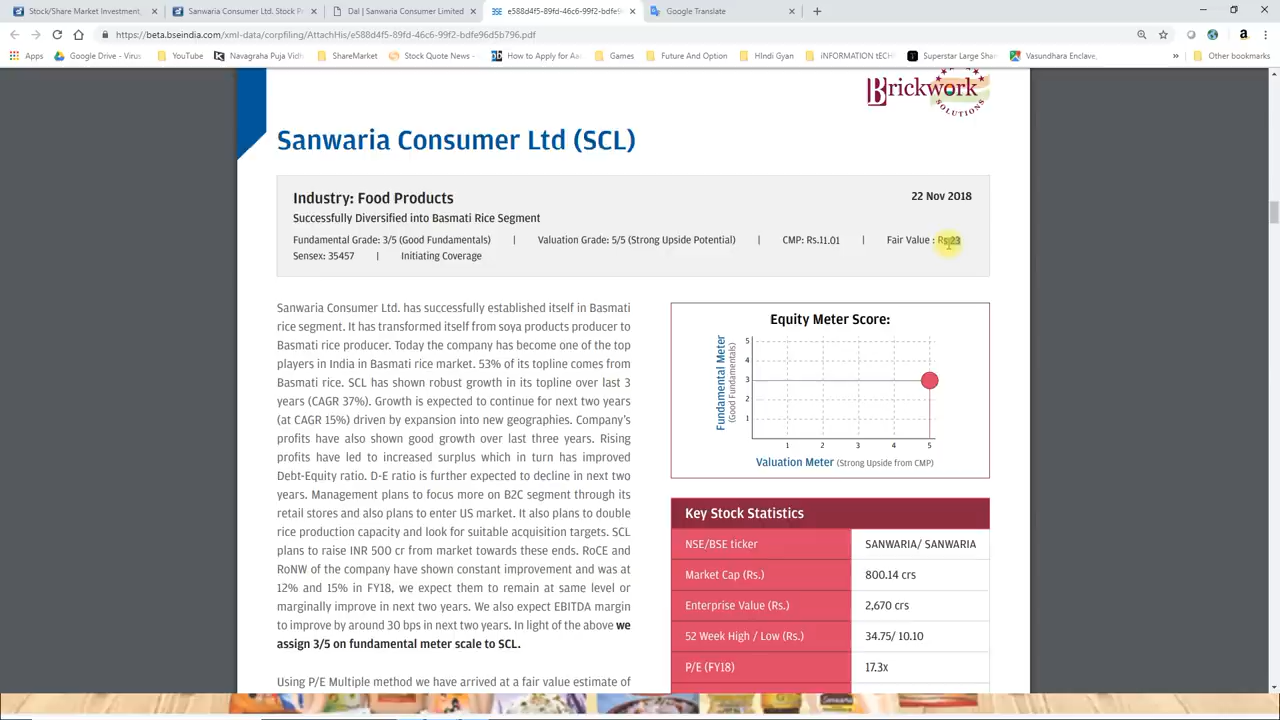 Stock/Share Market Investment,
Sanwaria Consumer Ltd. Stock P
Dal | Sanwaria Consumer Limited
e588d4f5-89fd-46c6-99f2-bdfe9
Google Translate
https://beta.bseindia.com/xml-data/corpfiling/AttachHis/e588d4f5-89fd-46c6-99f2-bdfe96d5b796.pdf
Apps
Google Drive - Virus
YouTube
Navagraha Puja Vidh
ShareMarket
Stock Quote News -
How to Apply for Aa
Games
Future And Option
HIndi Gyan
iNFORMATION tECH
Superstar Large Shar
Vasundhara Enclave,
»
Other bookmarks
Brickwork
SOLUTIONS
Sanwaria Consumer Ltd (SCL)
Industry: Food Products
22 Nov 2018
Successfully Diversified into Basmati Rice Segment
Fundamental Grade: 3/5 (Good Fundamentals) | Valuation Grade: 5/5 (Strong Upside Potential) | CMP: Rs.11.01 | Fair Value : Rs.23
Sensex: 35457 | Initiating Coverage
Sanwaria Consumer Ltd. has successfully established itself in Basmati
rice segment. It has transformed itself from soya products producer to
Basmati rice producer. Today the company has become one of the top
players in India in Basmati rice market. 53% of its topline comes from
Basmati rice. SCL has shown robust growth in its topline over last 3
years (CAGR 37%). Growth is expected to continue for next two years
(at CAGR 15%) driven by expansion into new geographies. Company's
profits have also shown good growth over last three years. Rising
profits have led to increased surplus which in turn has improved
Debt-Equity ratio. D-E ratio is further expected to decline in next two
years. Management plans to focus more on B2C segment through its
retail stores and also plans to enter US market. It also plans to double
rice production capacity and look for suitable acquisition targets. SCL
plans to raise INR 500 cr from market towards these ends. RoCE and
RoNW of the company have shown constant improvement and was at
12% and 15% in FY18, we expect them to remain at same level or
marginally improve in next two years. We also expect EBITDA margin
to improve by around 30 bps in next two years. In light of the above we
assign 3/5 on fundamental meter scale to SCL.
Using P/E Multiple method we have arrived at a fair value estimate of
Equity Meter Score:
Fundamental Meter
(Good Fundamentals)
5
4
3
2
1
1 2 3 4 5
Valuation Meter (Strong Upside from CMP)
Key Stock Statistics
NSE/BSE ticker SANWARIA/ SANWARIA
Market Cap (Rs.) 800.14 crs
Enterprise Value (Rs.) 2,670 crs
52 Week High / Low (Rs.) 34.75/ 10.10
P/E (FY18) 17.3x